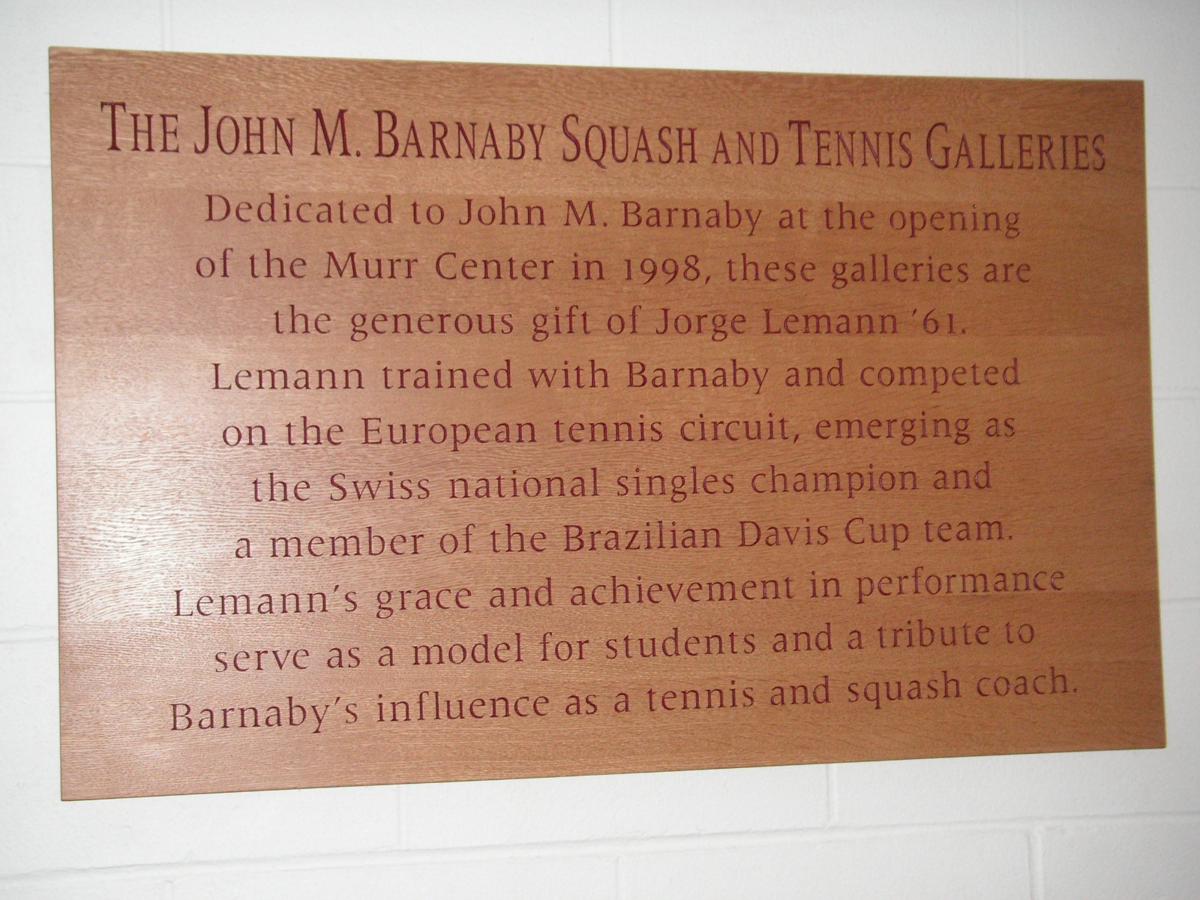 THE JOHN M. BARNABY SQUASH AND TENNIS GALLERIES
Dedicated to John M. Barnaby at the opening
of the Murr Center in 1998, these galleries are
the generous gift of Jorge Lemann '61.
Lemann trained with Barnaby and competed
on the European tennis circuit, emerging as
the Swiss national singles champion and
a member of the Brazilian Davis Cup team.
Lemann's grace and achievement in performance
serve as a model for students and a tribute to
Barnaby's influence as a tennis and squash coach.